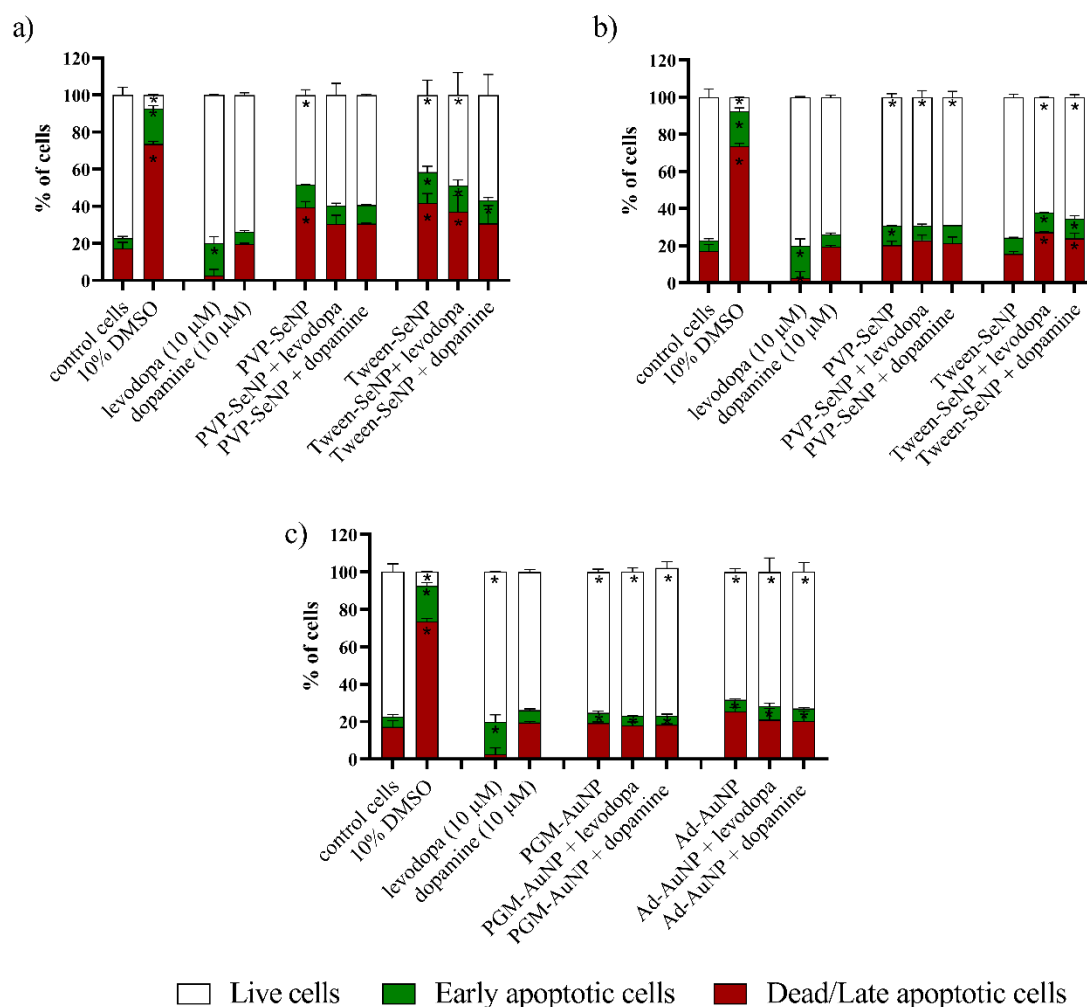 a)
% of cells
120
100
80
60
40
20
0
control cells
10% DMSO
levodopa (10 µM)
dopamine (10 µM)
PVP-SeNP
PVP-SeNP + levodopa
PVP-SeNP + dopamine
Tween-SeNP
Tween-SeNP + levodopa
Tween-SeNP + dopamine
b)
% of cells
120
100
80
60
40
20
0
control cells
10% DMSO
levodopa (10 µM)
dopamine (10 µM)
PVP-SeNP
PVP-SeNP + levodopa
PVP-SeNP + dopamine
Tween-SeNP
Tween-SeNP + levodopa
Tween-SeNP + dopamine
c)
% of cells
120
100
80
60
40
20
0
control cells
10% DMSO
levodopa (10 µM)
dopamine (10 µM)
PGM-AuNP
PGM-AuNP + levodopa
PGM-AuNP + dopamine
Ad-AuNP
Ad-AuNP + levodopa
Ad-AuNP + dopamine
Live cells Early apoptotic cells Dead/Late apoptotic cells